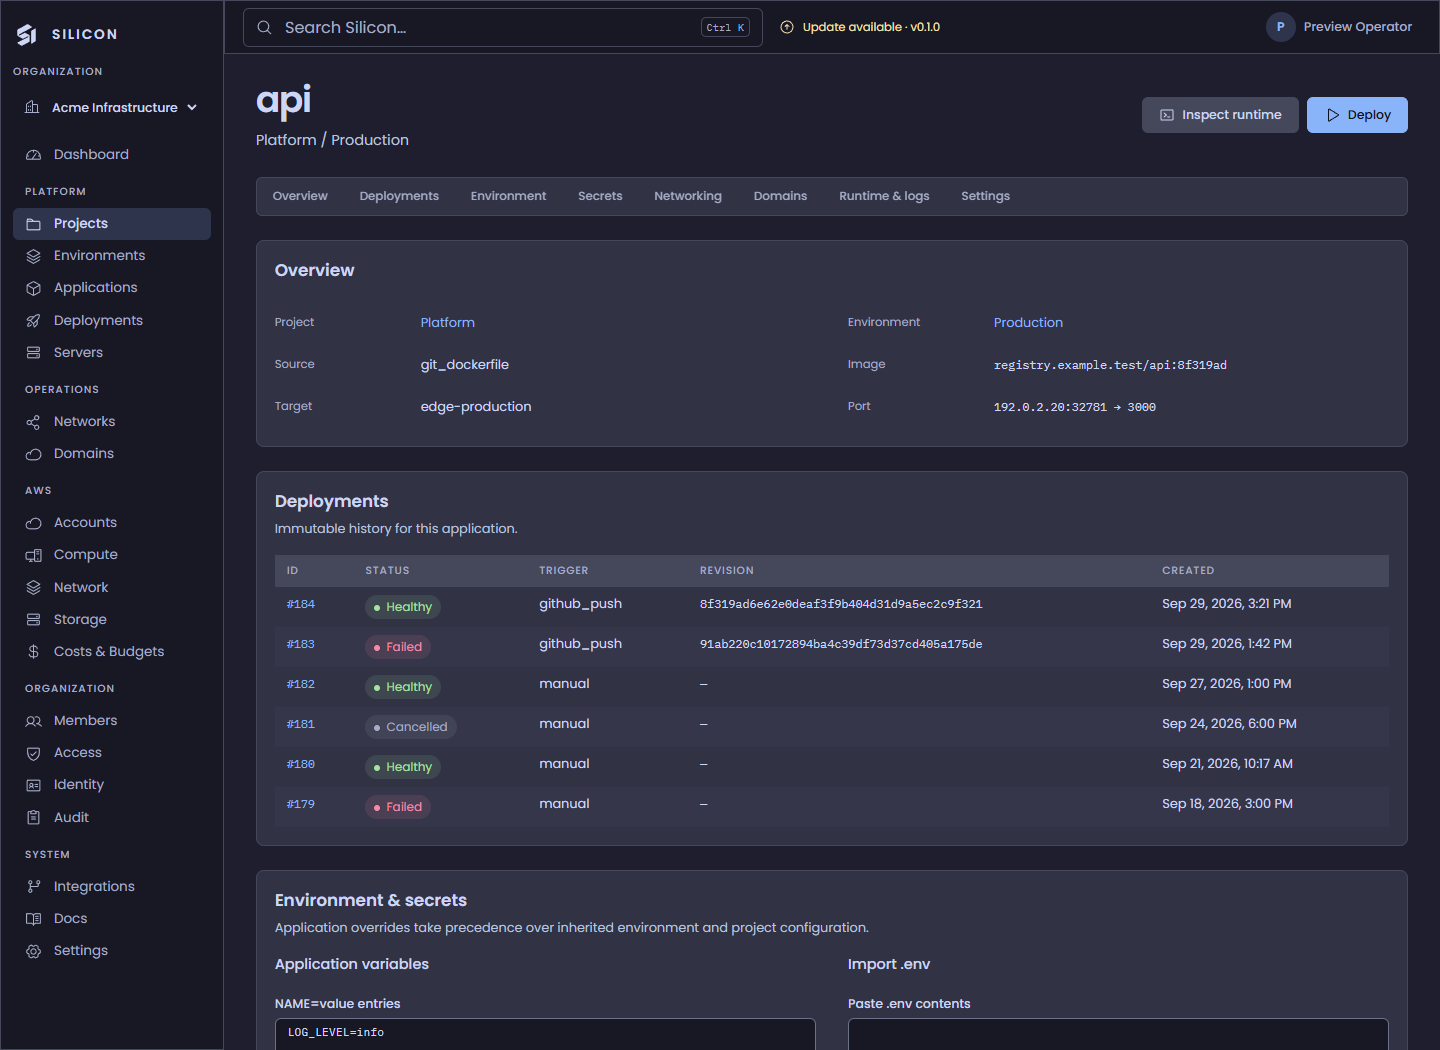 SILICON
Search Silicon...
Ctrl K
Update available · v0.1.0
P
Preview Operator
ORGANIZATION
Acme Infrastructure
Dashboard
PLATFORM
Projects
Environments
Applications
Deployments
Servers
OPERATIONS
Networks
Domains
AWS
Accounts
Compute
Network
Storage
Costs & Budgets
ORGANIZATION
Members
Access
Identity
Audit
SYSTEM
Integrations
Docs
Settings
api
Platform / Production
Inspect runtime
Deploy
Overview Deployments Environment Secrets Networking Domains Runtime & logs Settings
Overview
Project Platform Environment Production
Source git_dockerfile Image registry.example.test/api:8f319ad
Target edge-production Port 192.0.2.20:32781 → 3000
Deployments
Immutable history for this application.
ID STATUS TRIGGER REVISION CREATED
#184 Healthy github_push 8f319ad6e62e0deaf3f9b404d31d9a5ec2c9f321 Sep 29, 2026, 3:21 PM
#183 Failed github_push 91ab220c10172894ba4c39df73d37cd405a175de Sep 29, 2026, 1:42 PM
#182 Healthy manual – Sep 27, 2026, 1:00 PM
#181 Cancelled manual – Sep 24, 2026, 6:00 PM
#180 Healthy manual – Sep 21, 2026, 10:17 AM
#179 Failed manual – Sep 18, 2026, 3:00 PM
Environment & secrets
Application overrides take precedence over inherited environment and project configuration.
Application variables Import .env
NAME=value entries Paste .env contents
LOG_LEVEL=info